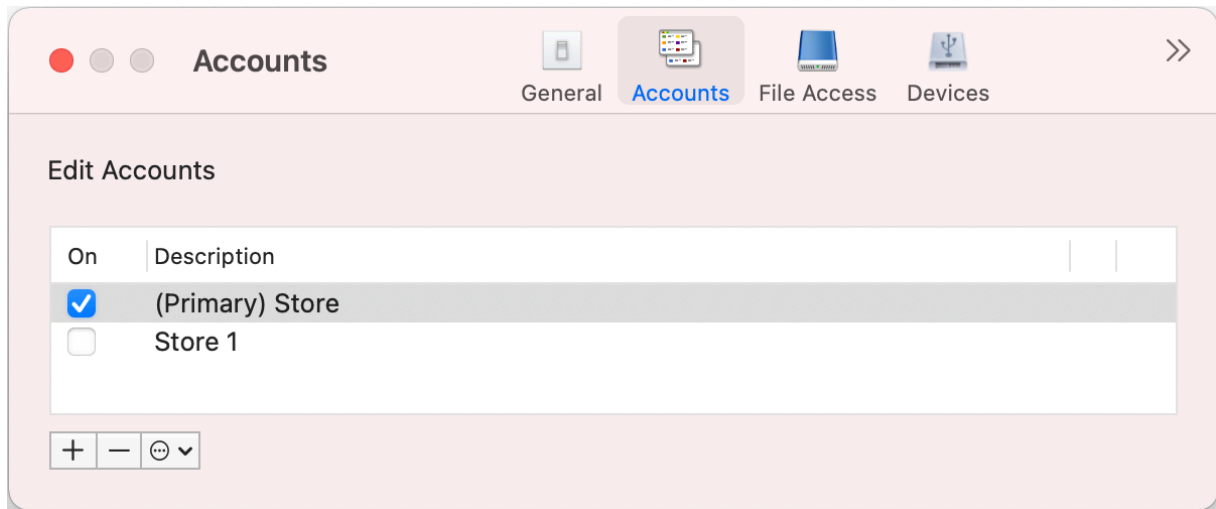 Accounts
General
Accounts
File Access
Devices
Edit Accounts
On Description
(Primary) Store
Store 1